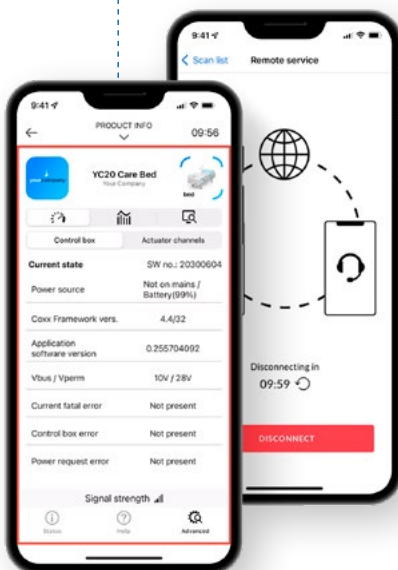 9:41
Scan list Remote service
Disconnecting in
09:59
DISCONNECT
9:41
PRODUCT INFO 09:56
your company
YC20 Care Bed
Your Company
bed
Control box Actuator channels
Current state SW no.: 20300604
Power source Not on mains /
Battery(99%)
Coxx Framework vers. 4.4/32
Application
software version 0.255704092
Vbus / Vperm 10V / 28V
Current fatal error Not present
Control box error Not present
Power request error Not present
Signal strength
Status Help Advanced